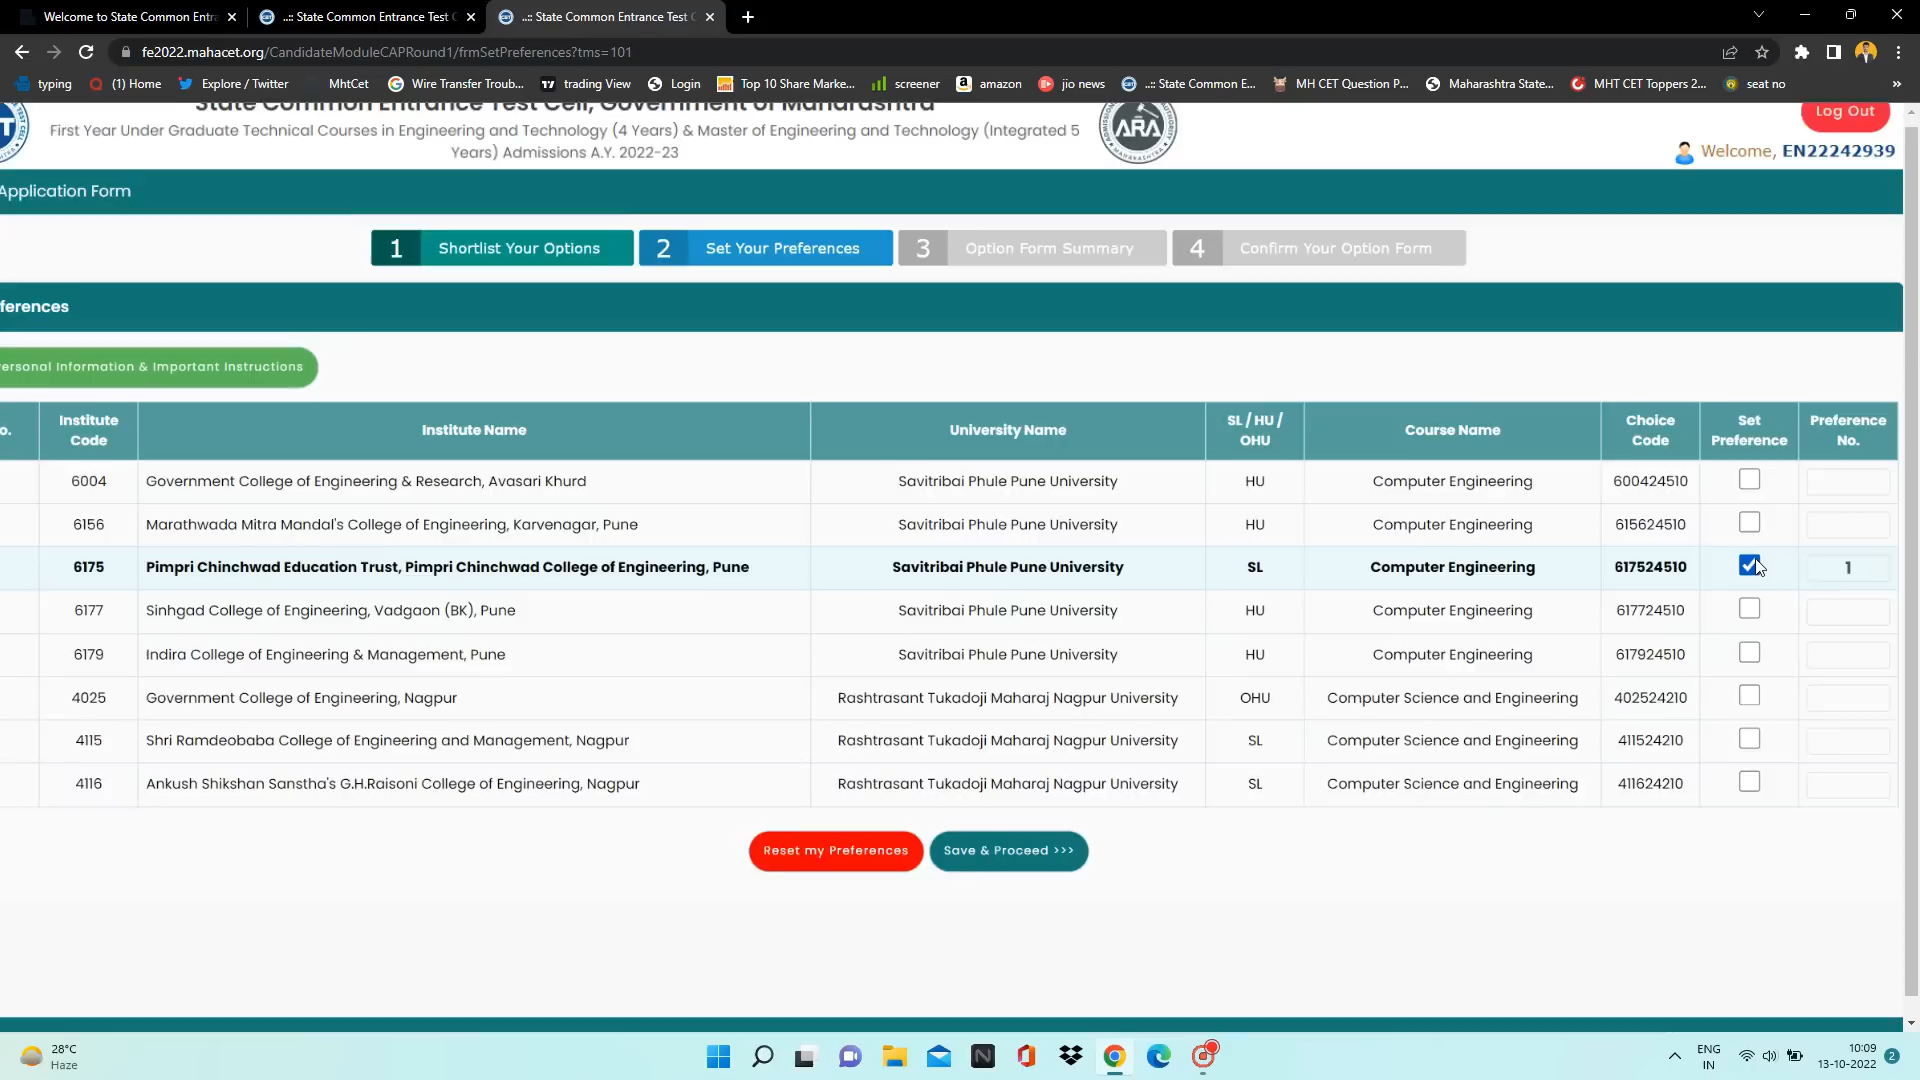 Welcome to State Common Entra
..:: State Common Entrance Test C
..:: State Common Entrance Test C
fe2022.mahacet.org/CandidateModuleCAPRound1/frmSetPreferences?tms=101
typing
(1) Home
Explore / Twitter
MhtCet
Wire Transfer Troub...
trading View
Login
Top 10 Share Marke...
screener
amazon
jio news
..:: State Common E...
MH CET Question P...
Maharashtra State...
MHT CET Toppers 2...
seat no
State Common Entrance Test Cell, Government of Maharashtra
First Year Under Graduate Technical Courses in Engineering and Technology (4 Years) & Master of Engineering and Technology (Integrated 5
Years) Admissions A.Y. 2022-23
ARA
Log Out
Welcome, EN22242939
Application Form
1 Shortlist Your Options
2 Set Your Preferences
3 Option Form Summary
4 Confirm Your Option Form
ferences
ersonal Information & Important Instructions
o. Institute Code Institute Name University Name SL / HU / OHU Course Name Choice Code Set Preference Preference No.
6004 Government College of Engineering & Research, Avasari Khurd Savitribai Phule Pune University HU Computer Engineering 600424510
6156 Marathwada Mitra Mandal's College of Engineering, Karvenagar, Pune Savitribai Phule Pune University HU Computer Engineering 615624510
6175 Pimpri Chinchwad Education Trust, Pimpri Chinchwad College of Engineering, Pune Savitribai Phule Pune University SL Computer Engineering 617524510 1
6177 Sinhgad College of Engineering, Vadgaon (BK), Pune Savitribai Phule Pune University HU Computer Engineering 617724510
6179 Indira College of Engineering & Management, Pune Savitribai Phule Pune University HU Computer Engineering 617924510
4025 Government College of Engineering, Nagpur Rashtrasant Tukadoji Maharaj Nagpur University OHU Computer Science and Engineering 402524210
4115 Shri Ramdeobaba College of Engineering and Management, Nagpur Rashtrasant Tukadoji Maharaj Nagpur University SL Computer Science and Engineering 411524210
4116 Ankush Shikshan Sanstha's G.H.Raisoni College of Engineering, Nagpur Rashtrasant Tukadoji Maharaj Nagpur University SL Computer Science and Engineering 411624210
Reset my Preferences
Save & Proceed >>>
28°C
Haze
ENG
IN
10:09
13-10-2022
2